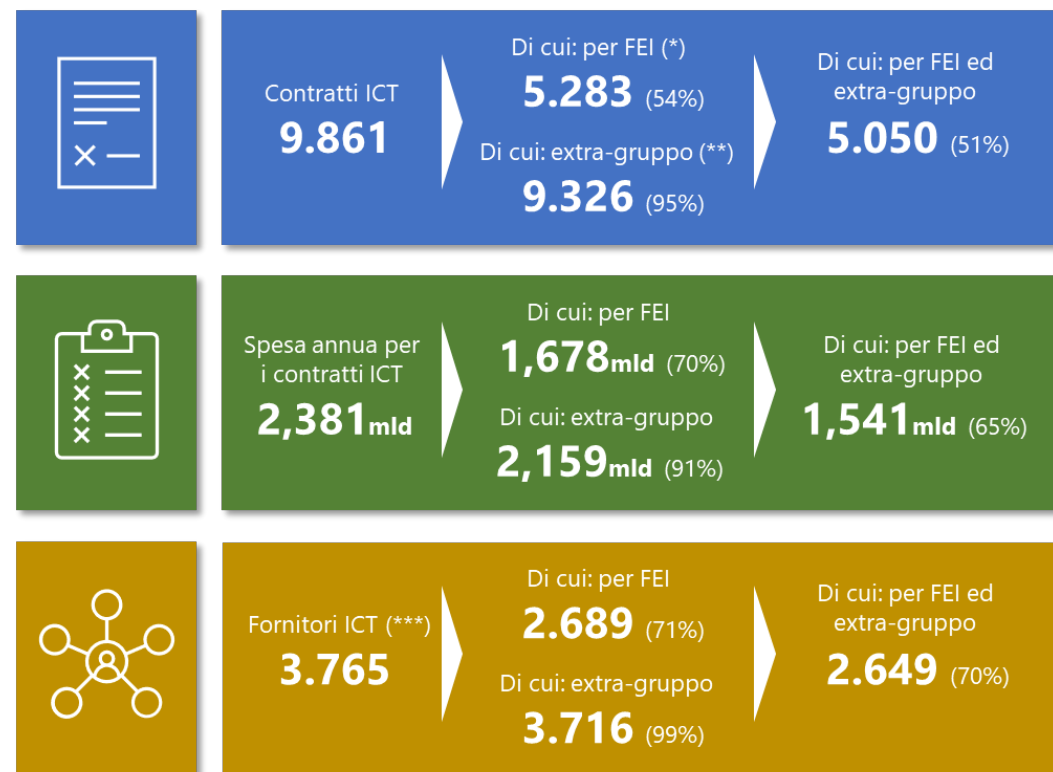 Contratti ICT
9.861
Di cui: per FEI (*)
5.283 (54%)
Di cui: extra-gruppo (**)
9.326 (95%)
Di cui: per FEI ed
extra-gruppo
5.050 (51%)
Spesa annua per
i contratti ICT
2,381mld
Di cui: per FEI
1,678mld (70%)
Di cui: extra-gruppo
2,159mld (91%)
Di cui: per FEI ed
extra-gruppo
1,541mld (65%)
Fornitori ICT (***)
3.765
Di cui: per FEI
2.689 (71%)
Di cui: extra-gruppo
3.716 (99%)
Di cui: per FEI ed
extra-gruppo
2.649 (70%)